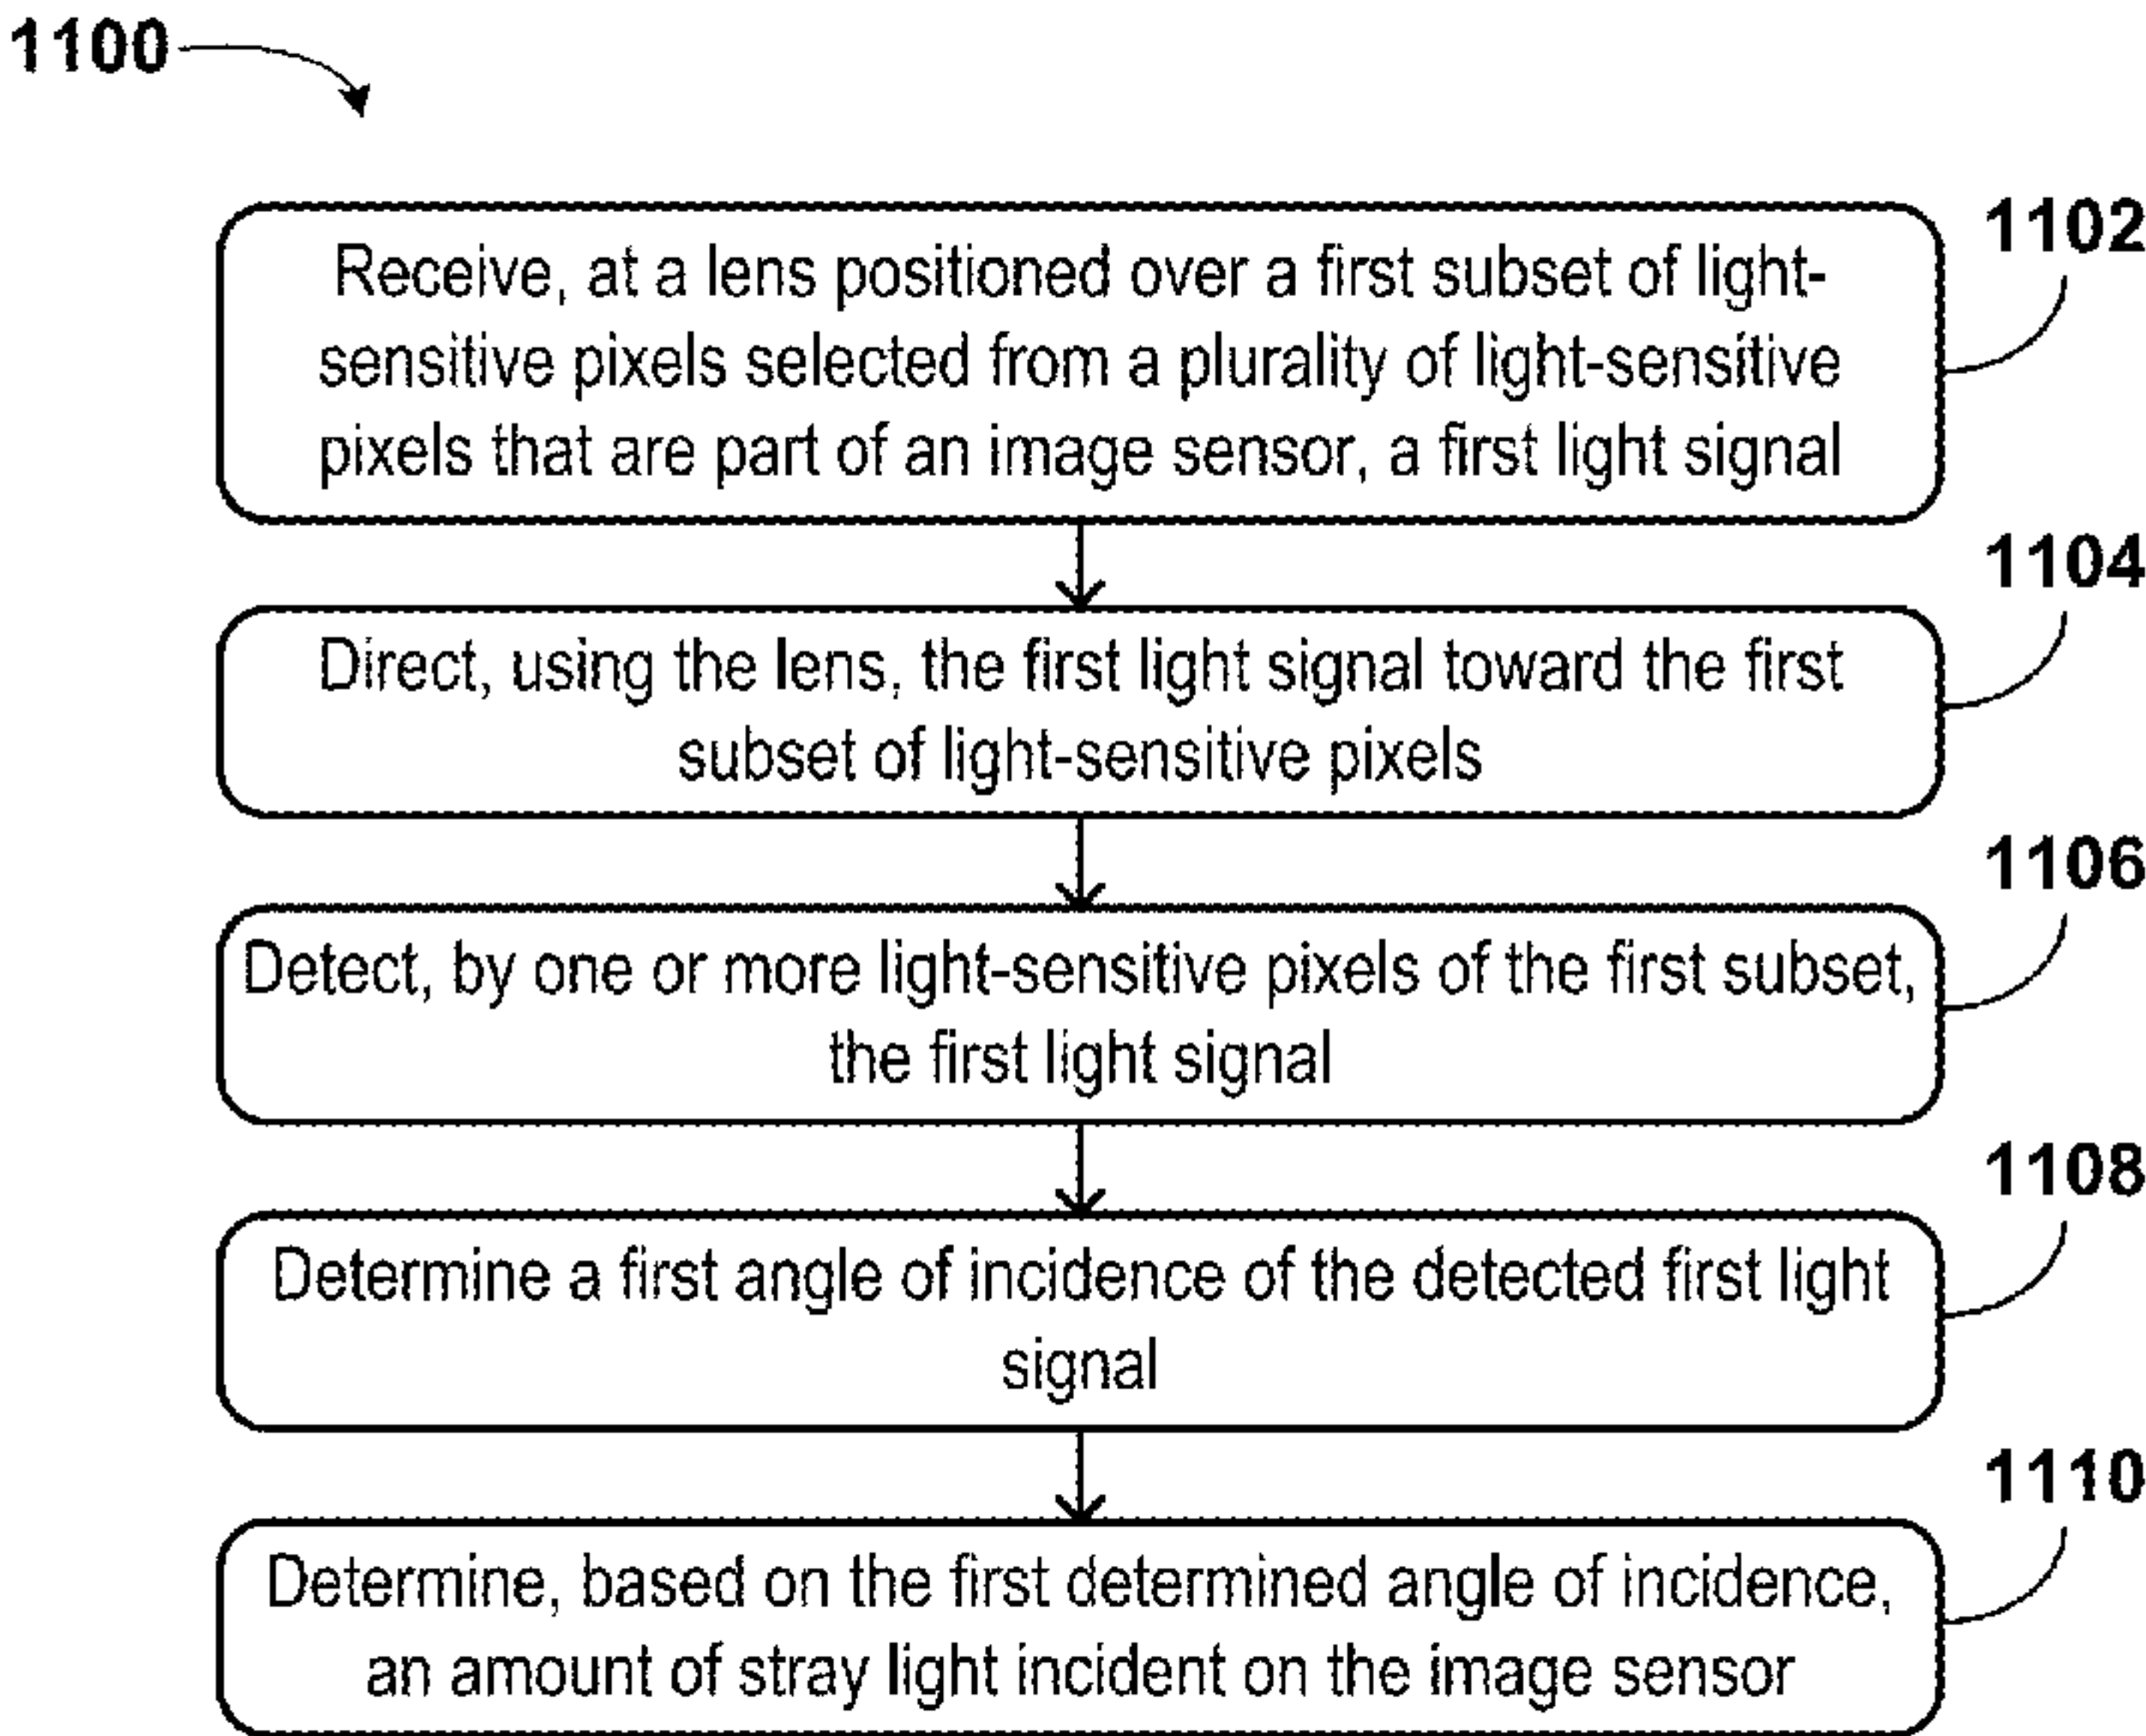 1100
1102
Receive, at a lens positioned over a first subset of light-
sensitive pixels selected from a plurality of light-sensitive
pixels that are part of an image sensor, a first light signal
1104
Direct, using the lens, the first light signal toward the first
subset of light-sensitive pixels
1106
Detect, by one or more light-sensitive pixels of the first subset,
the first light signal
1108
Determine a first angle of incidence of the detected first light
signal
1110
Determine, based on the first determined angle of incidence,
an amount of stray light incident on the image sensor